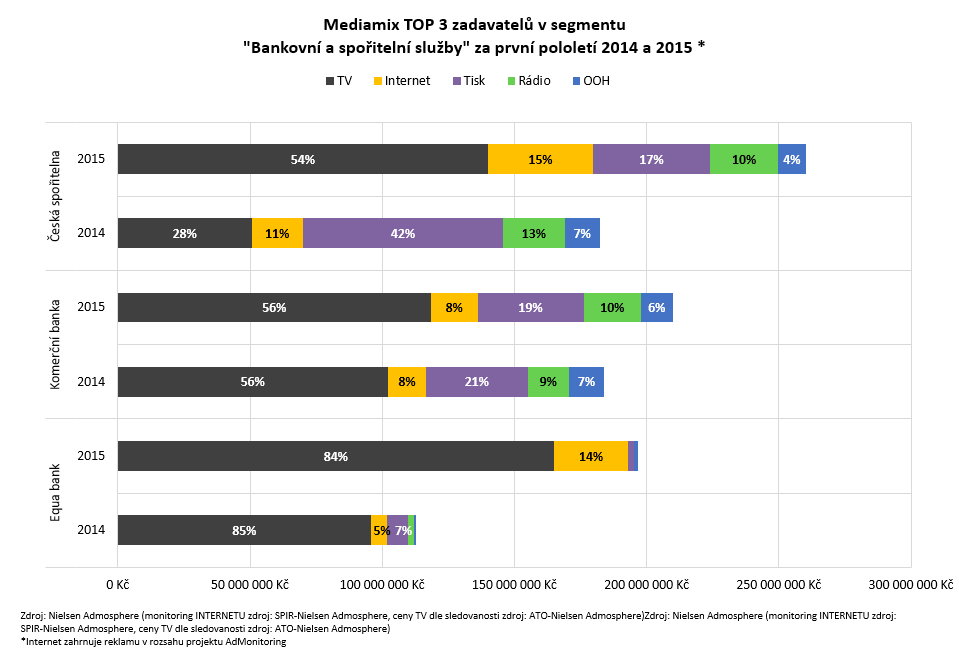 Mediamix TOP 3 zadavatelů v segmentu
"Bankovní a spořitelní služby" za první pololetí 2014 a 2015 *
TV Internet Tisk Rádio OOH
Česká spořitelna
2015 54% 15% 17% 10% 4%
2014 28% 11% 42% 13% 7%
Komerční banka
2015 56% 8% 19% 10% 6%
2014 56% 8% 21% 9% 7%
Equa bank
2015 84% 14%
2014 85% 5% 7%
0 Kč 50 000 000 Kč 100 000 000 Kč 150 000 000 Kč 200 000 000 Kč 250 000 000 Kč 300 000 000 Kč
Zdroj: Nielsen Admosphere (monitoring INTERNETU zdroj: SPIR-Nielsen Admosphere, ceny TV dle sledovanosti zdroj: ATO-Nielsen Admosphere)Zdroj: Nielsen Admosphere (monitoring INTERNETU zdroj:
SPIR-Nielsen Admosphere, ceny TV dle sledovanosti zdroj: ATO-Nielsen Admosphere)
*Internet zahrnuje reklamu v rozsahu projektu AdMonitoring